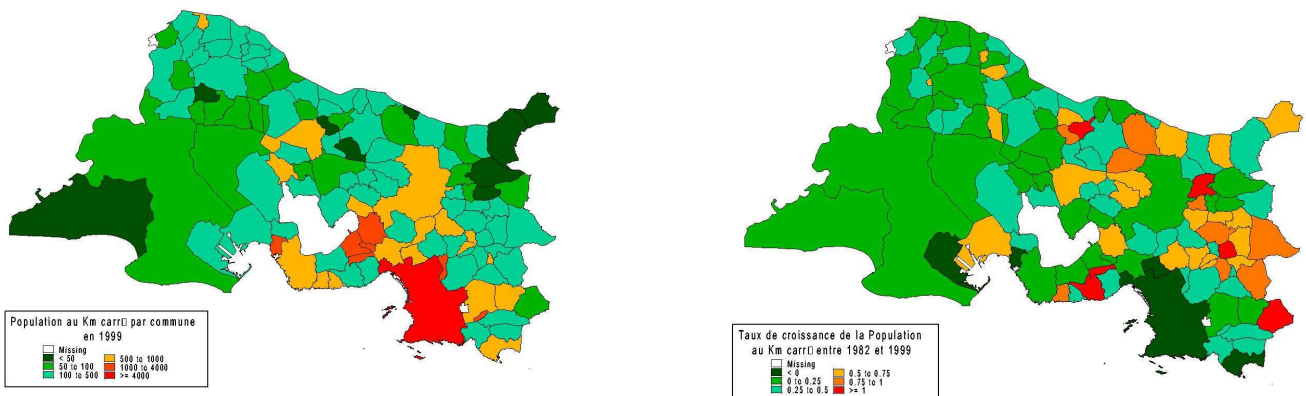 Population au Km carr□ par commune
en 1999
Missing
< 50
50 to 100
100 to 500
500 to 1000
1000 to 4000
>= 4000
Taux de croissance de la Population
au Km carr□ entre 1982 et 1999
Missing
< 0
0 to 0.25
0.25 to 0.5
0.5 to 0.75
0.75 to 1
>= 1